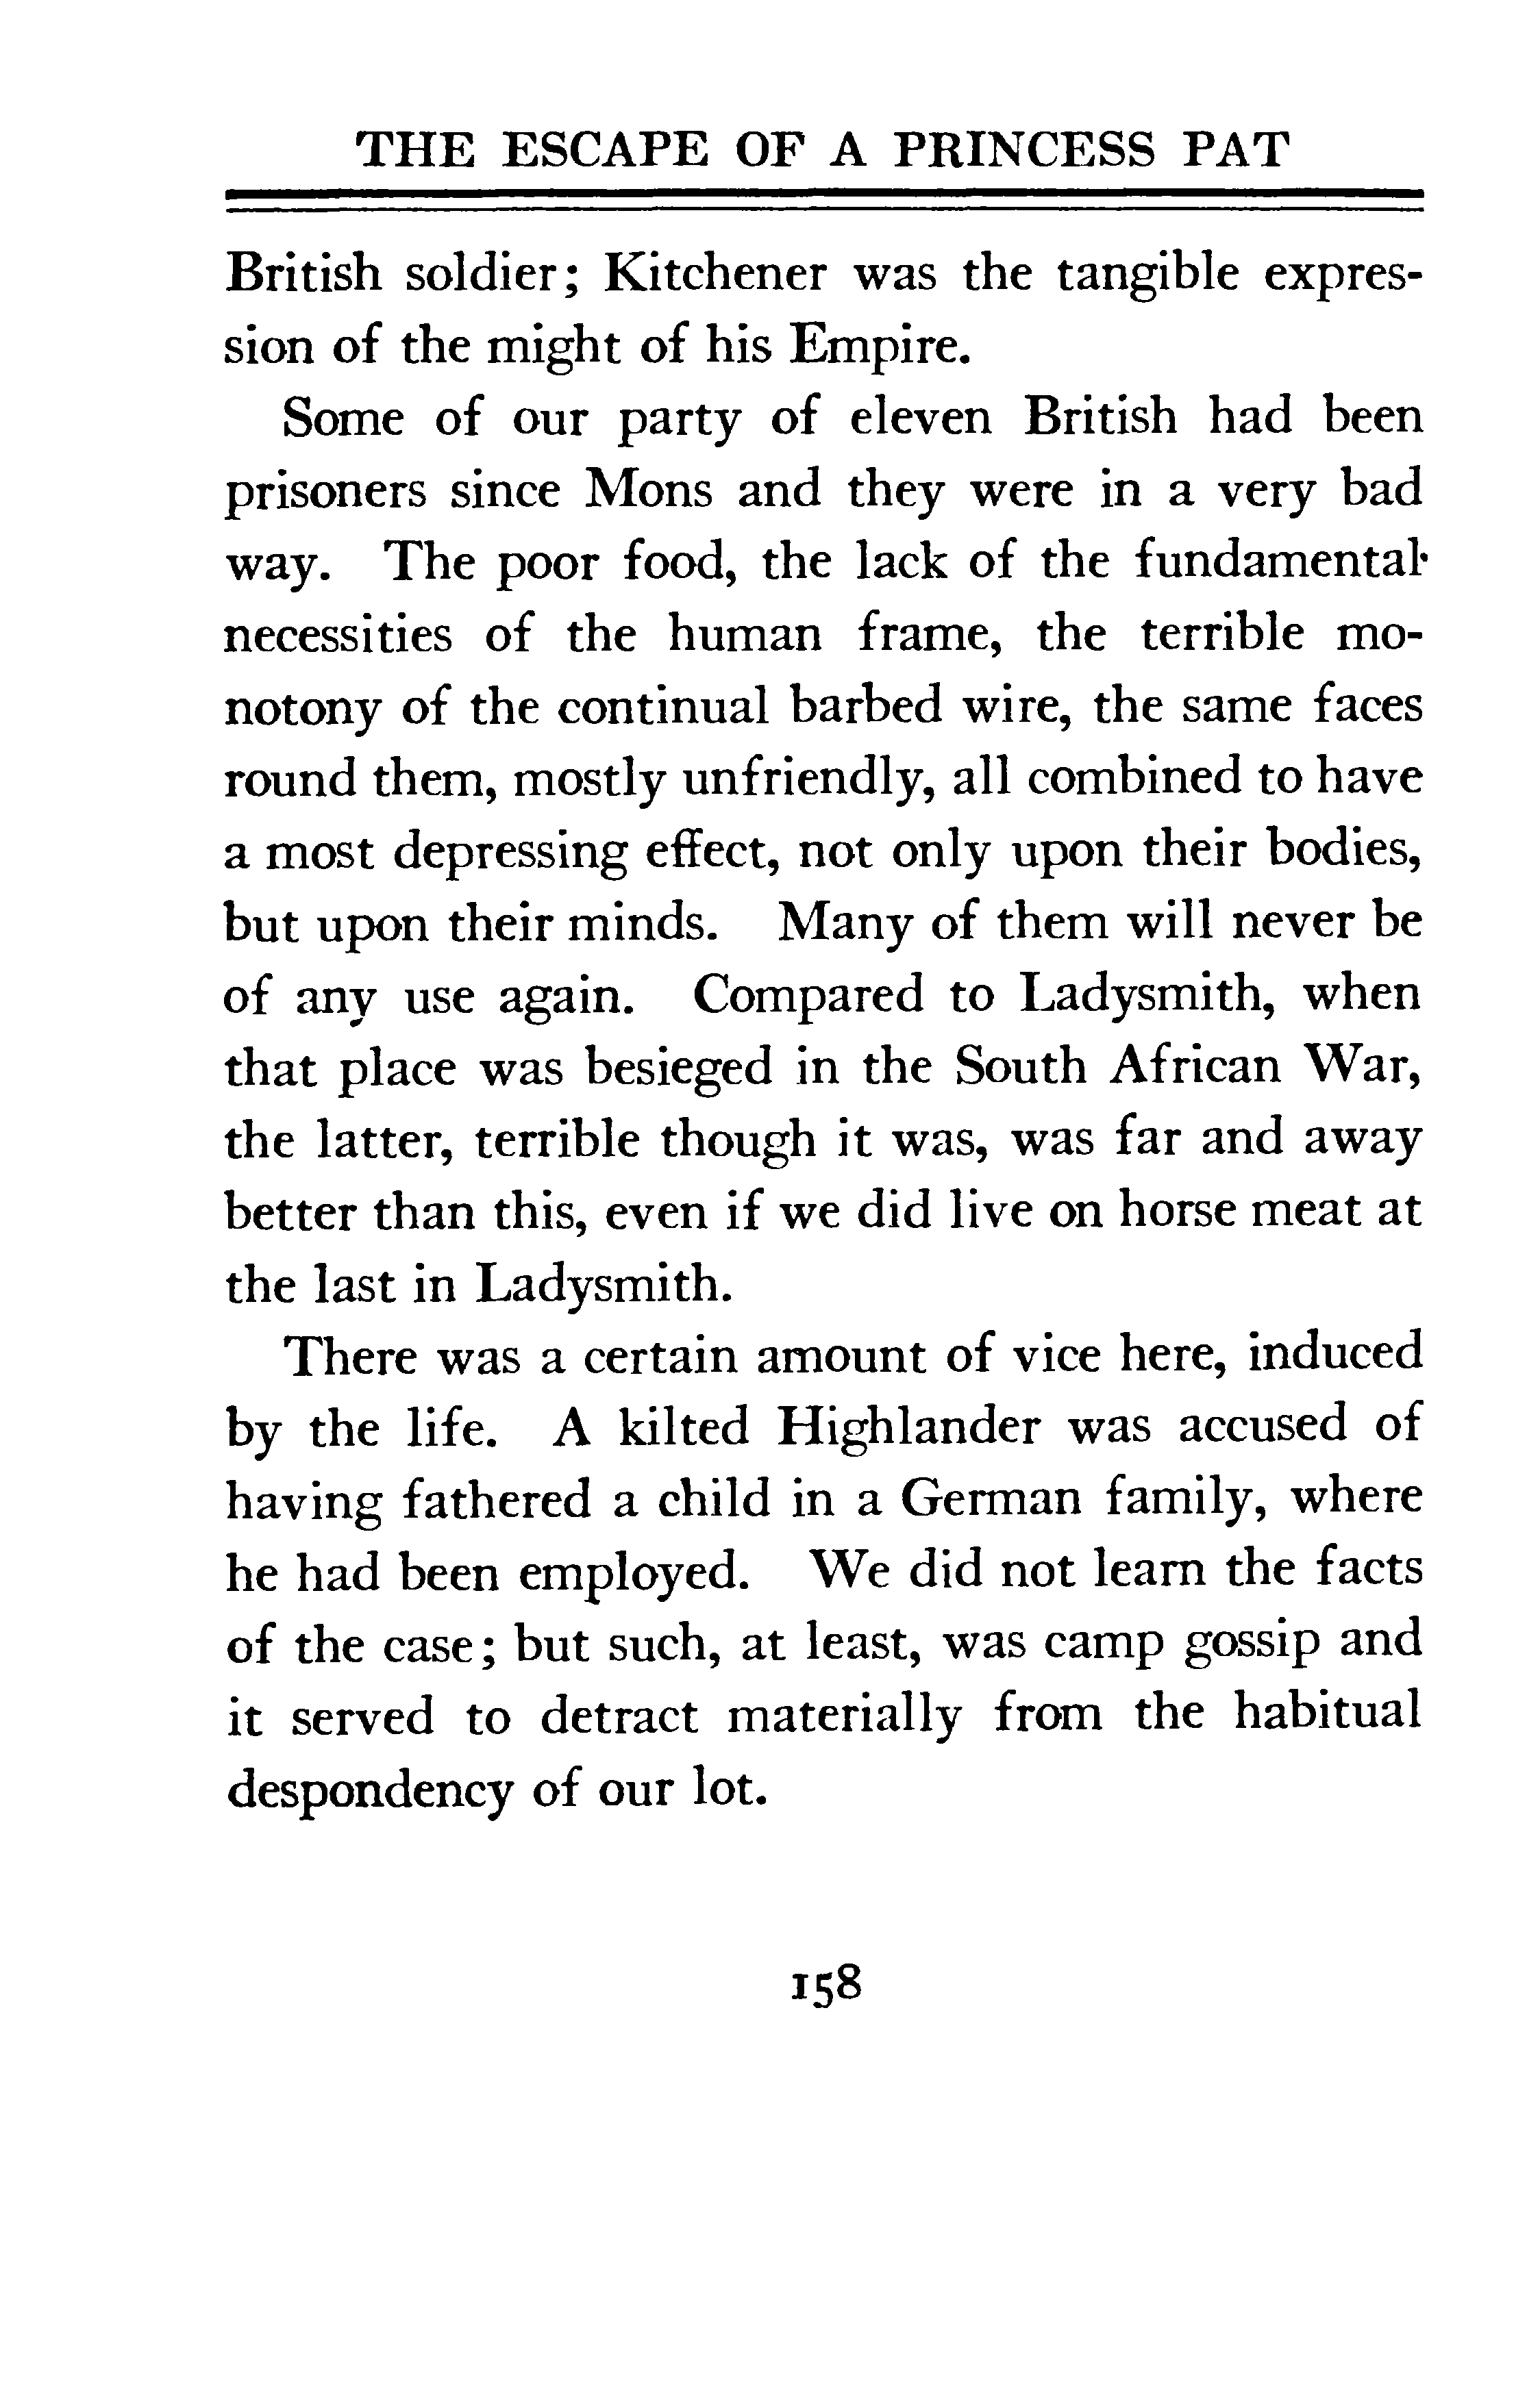 THE ESCAPE OF A PRINCESS PAT
British soldier; Kitchener was the tangible expres-
sion of the might of his Empire.
Some of our party of eleven British had been
prisoners since Mons and they were in a very bad
way. The poor food, the lack of the fundamental
necessities of the human frame, the terrible mo-
notony of the continual barbed wire, the same faces
round them, mostly unfriendly, all combined to have
a most depressing effect, not only upon their bodies,
but upon their minds. Many of them will never be
of any use again. Compared to Ladysmith, when
that place was besieged in the South African War,
the latter, terrible though it was, was far and away
better than this, even if we did live on horse meat at
the last in Ladysmith.
There was a certain amount of vice here, induced
by the life. A kilted Highlander was accused of
having fathered a child in a German family, where
he had been employed. We did not learn the facts
of the case; but such, at least, was camp gossip and
it served to detract materially from the habitual
despondency of our lot.
158